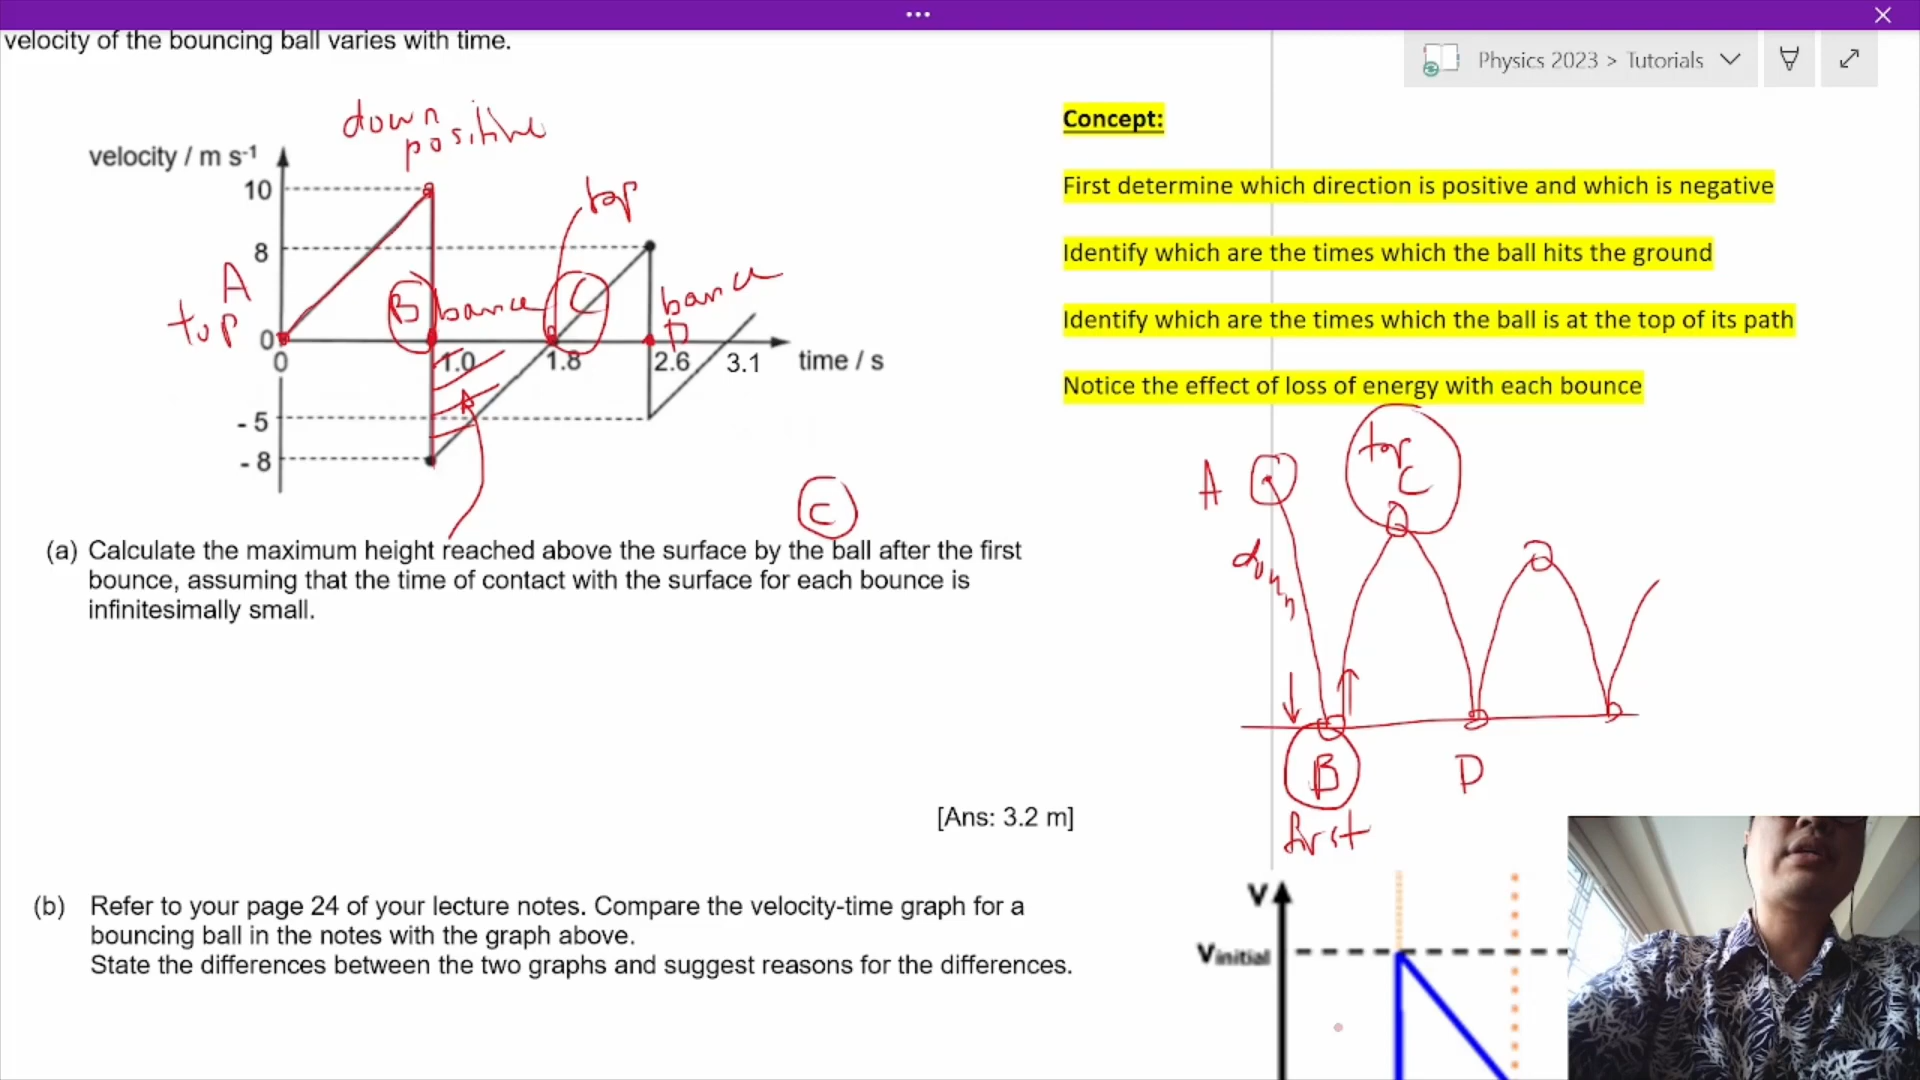 velocity of the bouncing ball varies with time.
Physics 2023 > Tutorials
down
positive
velocity / m s-1
10
8
0
- 5
- 8
0
1.0
1.8
2.6
3.1
time / s
A
top
B
C
top
D
(a) Calculate the maximum height reached above the surface by the ball after the first
bounce, assuming that the time of contact with the surface for each bounce is
infinitesimally small.
C
[Ans: 3.2 m]
(b) Refer to your page 24 of your lecture notes. Compare the velocity-time graph for a
bouncing ball in the notes with the graph above.
State the differences between the two graphs and suggest reasons for the differences.
Concept:
First determine which direction is positive and which is negative
Identify which are the times which the ball hits the ground
Identify which are the times which the ball is at the top of its path
Notice the effect of loss of energy with each bounce
A
top
C
down
B
D
first
V
Vinitial